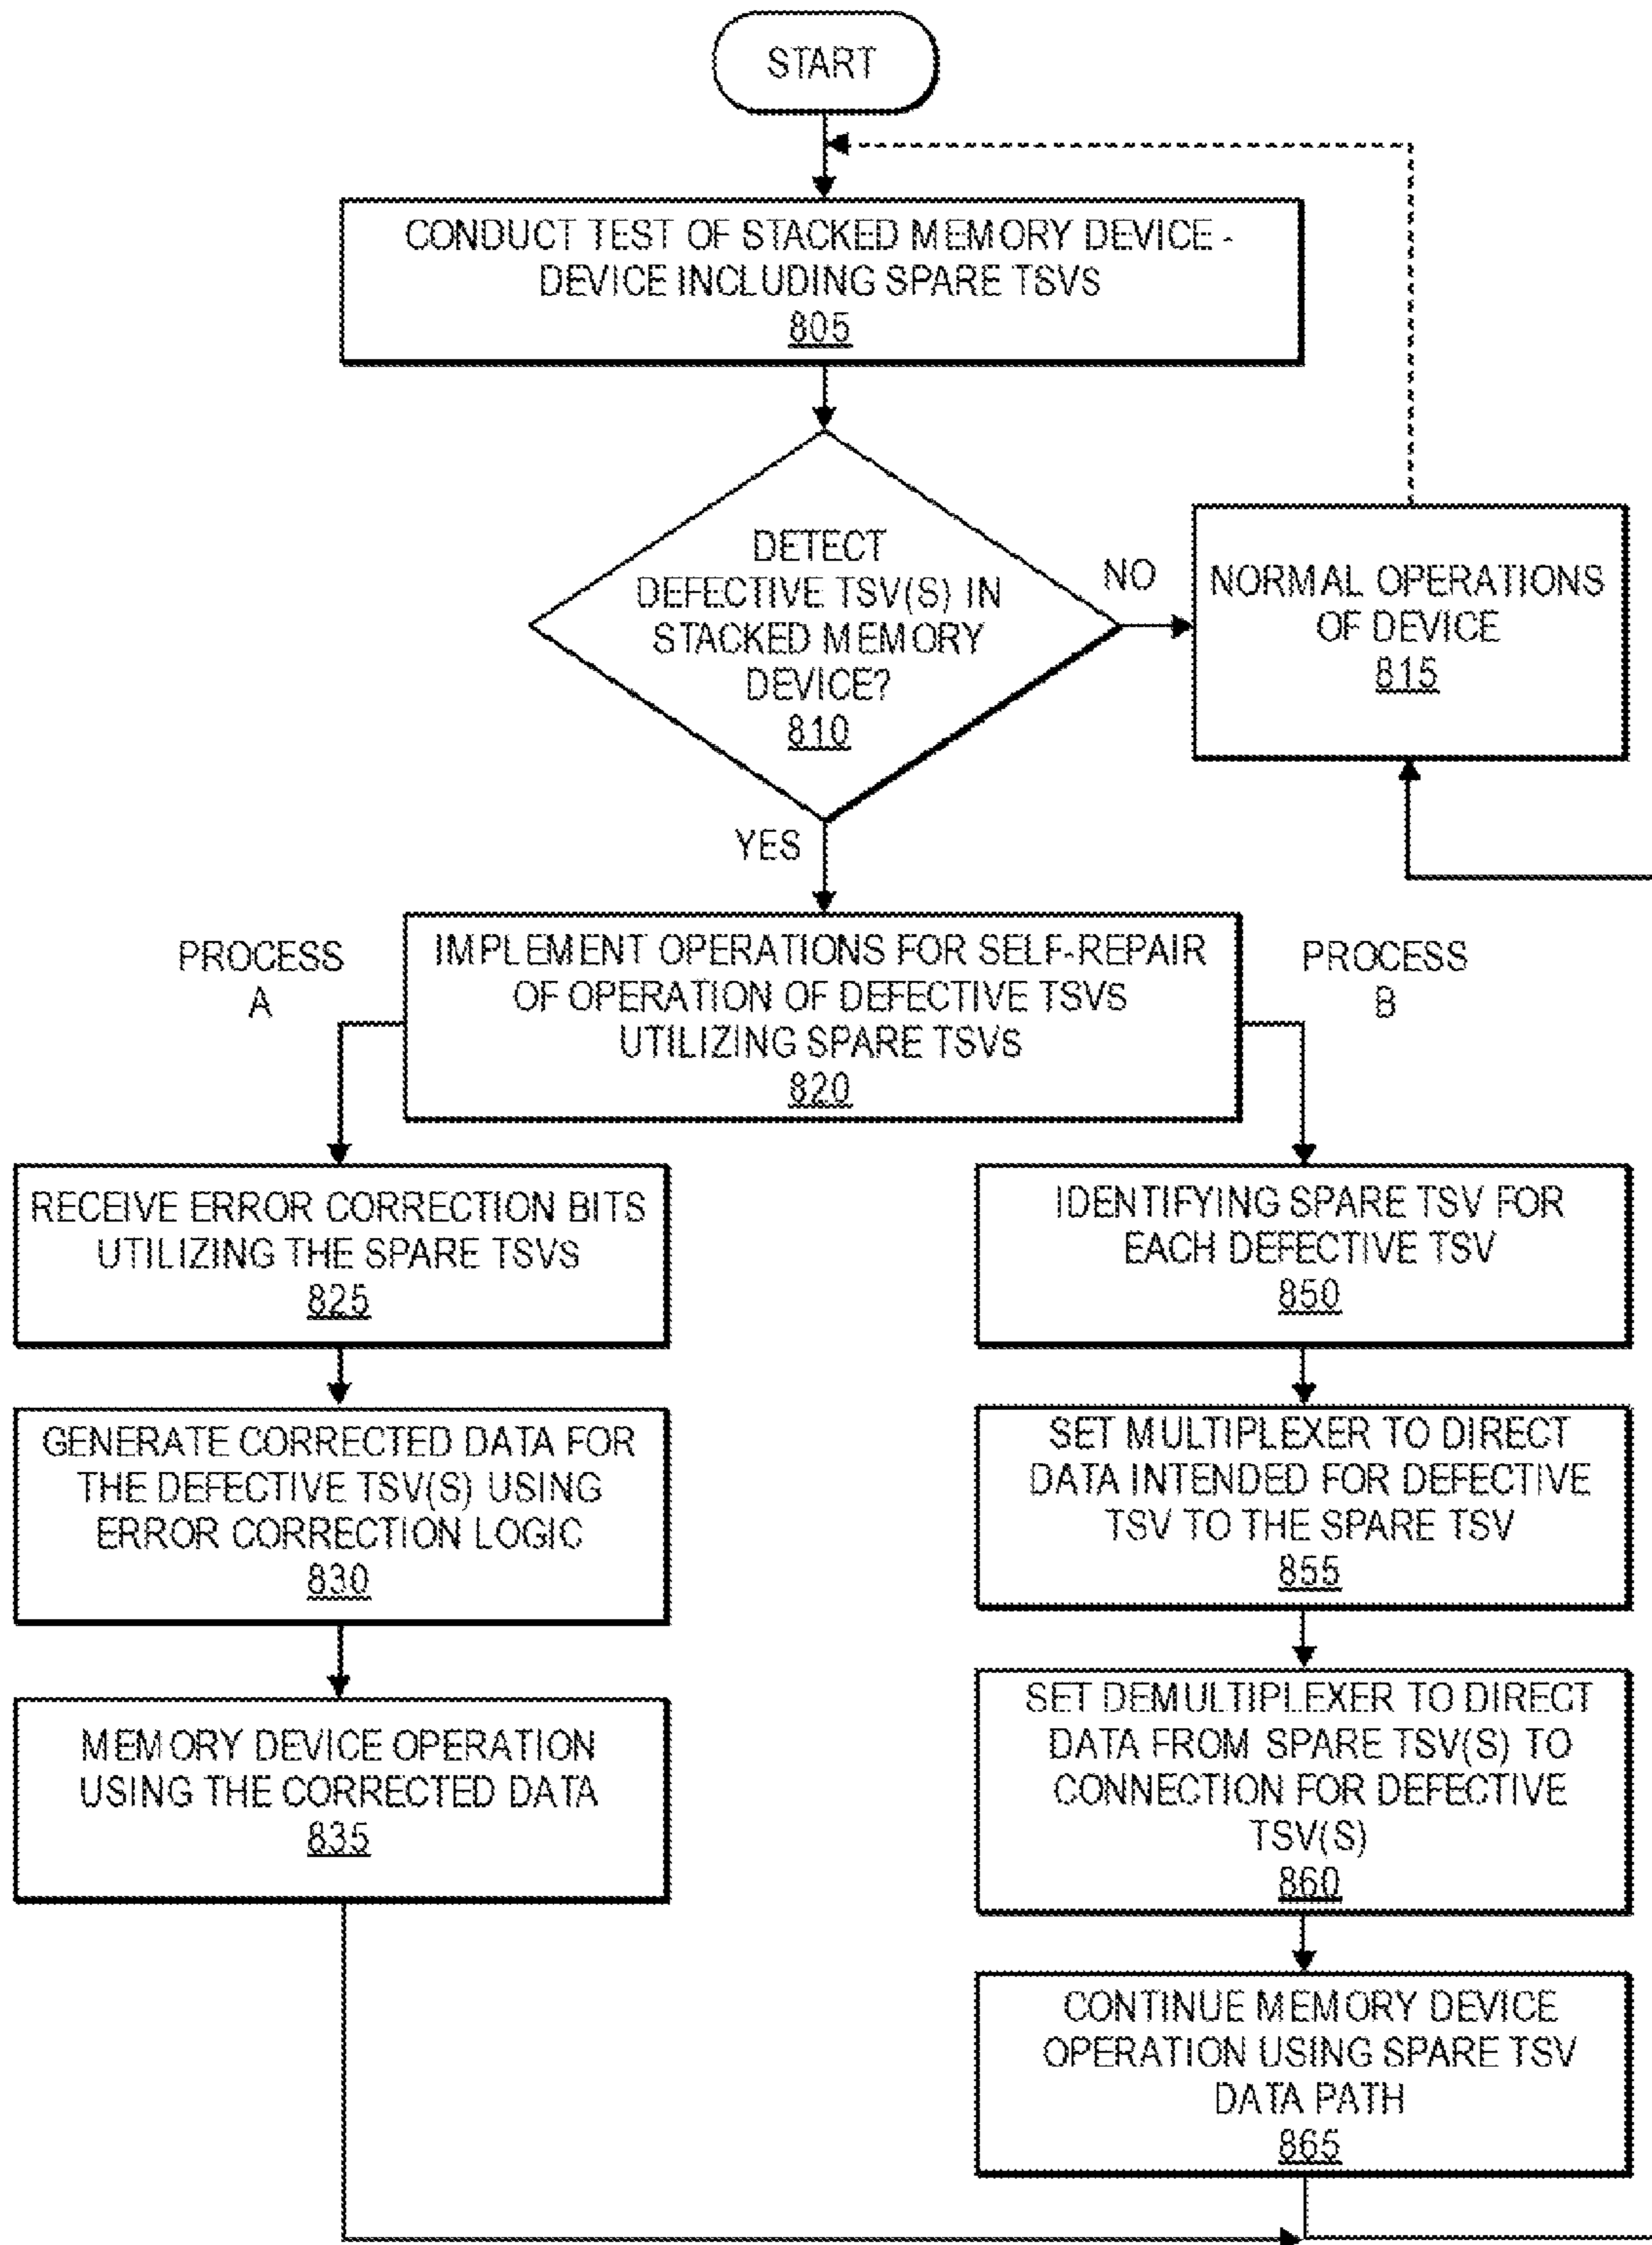 START
CONDUCT TEST OF STACKED MEMORY DEVICE -
DEVICE INCLUDING SPARE TSVS
805
DETECT
DEFECTIVE TSV(S) IN
STACKED MEMORY
DEVICE?
810
NO
NORMAL OPERATIONS
OF DEVICE
815
YES
PROCESS
A
IMPLEMENT OPERATIONS FOR SELF-REPAIR
OF OPERATION OF DEFECTIVE TSVS
UTILIZING SPARE TSVS
820
PROCESS
B
RECEIVE ERROR CORRECTION BITS
UTILIZING THE SPARE TSVS
825
GENERATE CORRECTED DATA FOR
THE DEFECTIVE TSV(S) USING
ERROR CORRECTION LOGIC
830
MEMORY DEVICE OPERATION
USING THE CORRECTED DATA
835
IDENTIFYING SPARE TSV FOR
EACH DEFECTIVE TSV
850
SET MULTIPLEXER TO DIRECT
DATA INTENDED FOR DEFECTIVE
TSV TO THE SPARE TSV
855
SET DEMULTIPLEXER TO DIRECT
DATA FROM SPARE TSV(S) TO
CONNECTION FOR DEFECTIVE
TSV(S)
860
CONTINUE MEMORY DEVICE
OPERATION USING SPARE TSV
DATA PATH
865